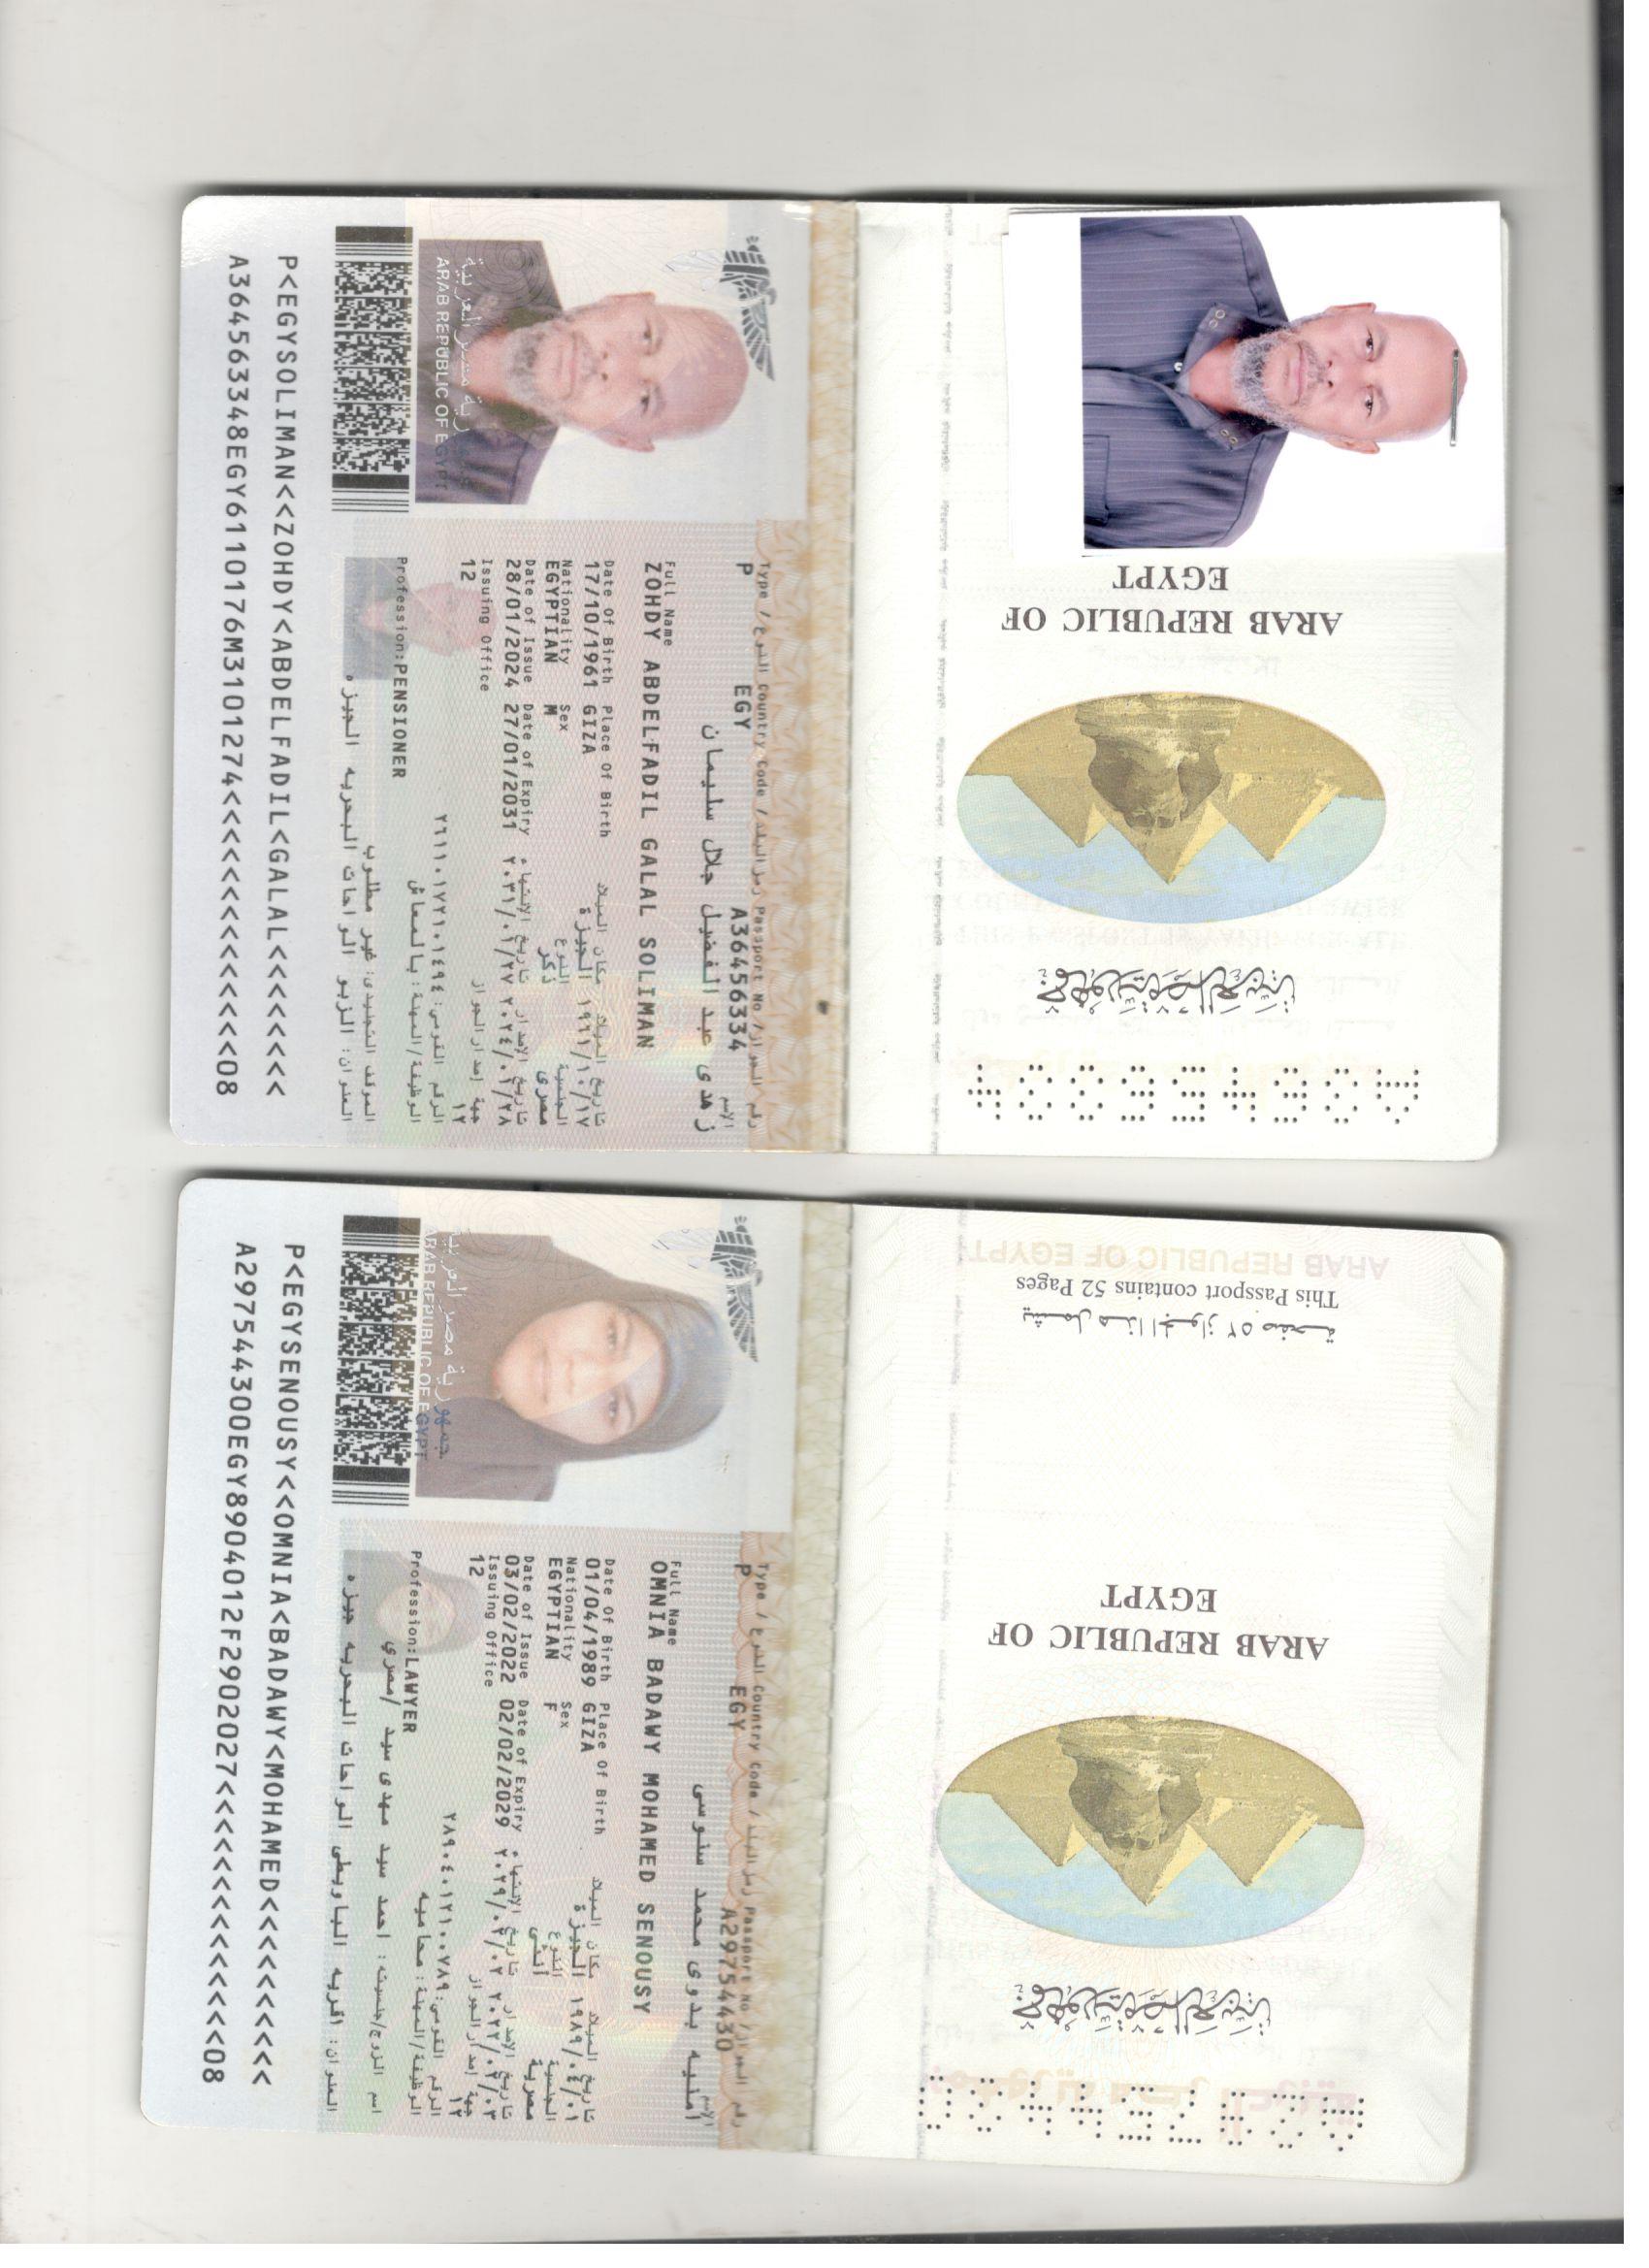 A36456334
جمهورية مصر العربية
ARAB REPUBLIC OF
EGYPT
Type / النوع Country Code / رمز البلد Passport No / رقم الجواز
P EGY A36456334
الإسم
زهدى عبد الفضيل جلال سليمان
Full Name
ZOHDY ABDELFADIL GALAL SOLIMAN
Date Of Birth Place Of Birth مكان الميلاد تاريخ الميلاد
17/10/1961 GIZA الجيزة ١٩٦١/١٠/١٧
Nationality Sex النوع الجنسية
EGYPTIAN M ذكر مصرى
Date of Issue Date of Expiry تاريخ الإنتهاء تاريخ الإصدار
28/01/2024 27/01/2031 ٢٠٣١/٠١/٢٧ ٢٠٢٤/٠١/٢٨
Issuing Office جهة إصدار الجواز
12 ١٢
الرقم القومي: ٢٦١١٠١٧٢١٠١٤٩٤
الوظيفة/المهنة: بالمعاش
Profession:PENSIONER
الموقف التجنيدى: غير مطلوب
العنوان: الزبو الواحات البحريه الجيزه
ARAB REPUBLIC OF EGYPT
P<EGYSOLIMAN<<ZOHDY<ABDELFADIL<GALAL<<<<<<<<
A364563348EGY6110176M3101274<<<<<<<<<<<<<<08
A29754430
جمهورية مصر العربية
ARAB REPUBLIC OF
EGYPT
يشمل هذا الجواز ٥٢ صفحة
This Passport contains 52 Pages
ARAB REPUBLIC OF EGYPT
Type / النوع Country Code / رمز البلد Passport No / رقم الجواز
P EGY A29754430
الإسم
أمنيه بدوى محمد سنوسى
Full Name
OMNIA BADAWY MOHAMED SENOUSY
Date Of Birth Place Of Birth مكان الميلاد تاريخ الميلاد
01/04/1989 GIZA الجيزة ١٩٨٩/٠٤/٠١
Nationality Sex النوع الجنسية
EGYPTIAN F أنثى مصرية
Date of Issue Date of Expiry تاريخ الإنتهاء تاريخ الإصدار
03/02/2022 02/02/2029 ٢٠٢٩/٠٢/٠٢ ٢٠٢٢/٠٢/٠٣
Issuing Office جهة إصدار الجواز
12 ١٢
الرقم القومي: ٢٨٩٠٤٠١٢١٠٠٧٨٩
الوظيفة/المهنة: محاميه
Profession:LAWYER
اسم الزوج/جنسيته: احمد سيد مهدى سيد /مصري
العنوان: اقريه الباويطى الواحات البحريه جيزه
جمهورية مصر العربية
ARAB REPUBLIC OF EGYPT
P<EGYSENOUSY<<OMNIA<BADAWY<MOHAMED<<<<<<<<<<
A297544300EGY8904012F2902027<<<<<<<<<<<<<<08